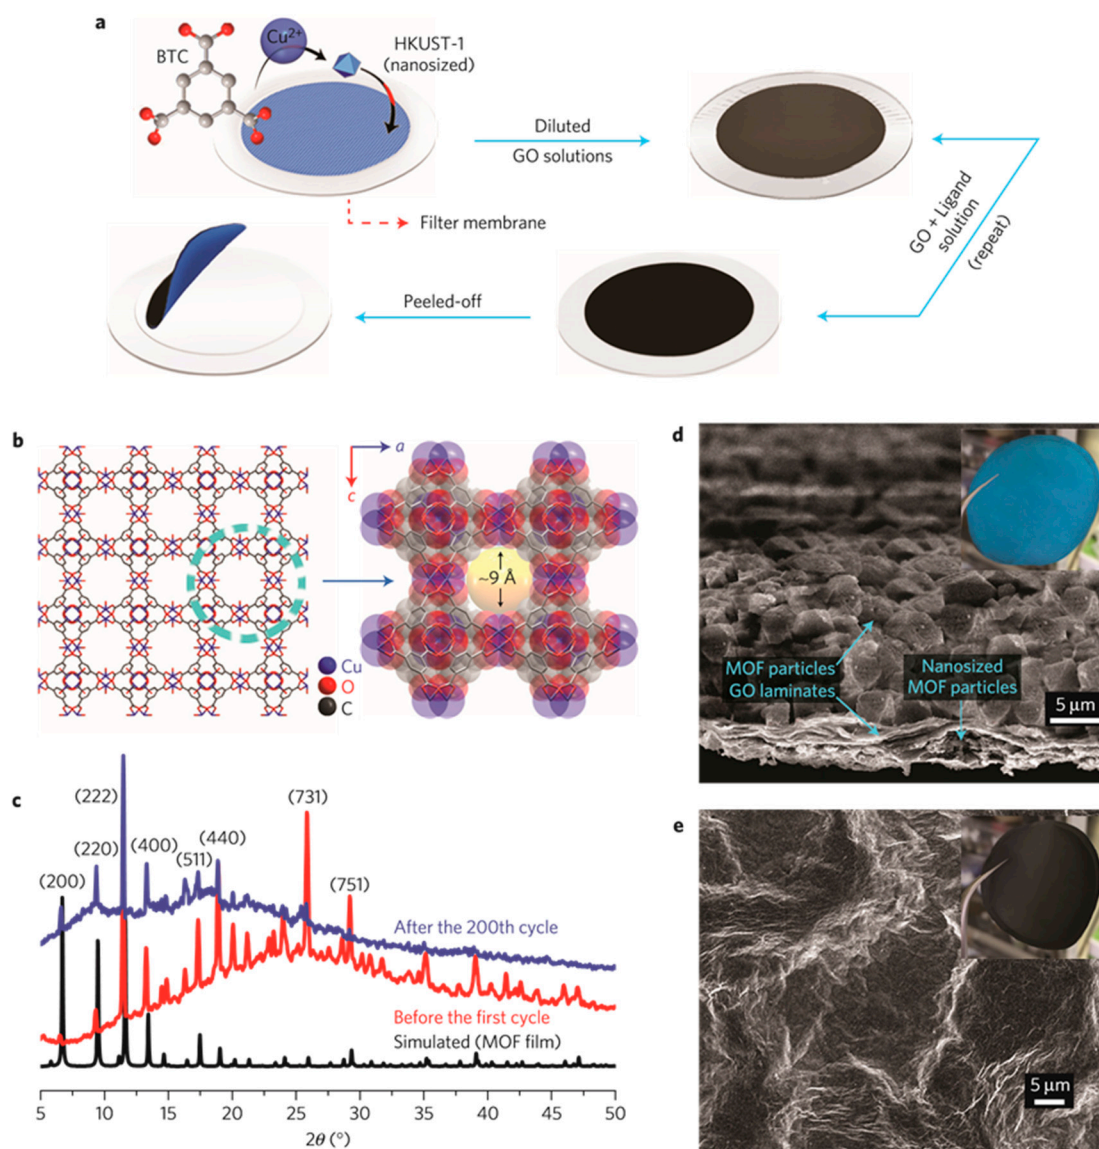 a
BTC
Cu2+
HKUST-1
(nanosized)
Diluted
GO solutions
GO + Ligand
solution
(repeat)
Filter membrane
Peeled-off
b
a
c
~9 Å
Cu
O
C
d
MOF particles
GO laminates
Nanosized
MOF particles
5 μm
c
(200)
(220)
(222)
(400)
(511)
(440)
(731)
(751)
After the 200th cycle
Before the first cycle
Simulated (MOF film)
5 10 15 20 25 30 35 40 45 50
2θ (°)
e
5 μm